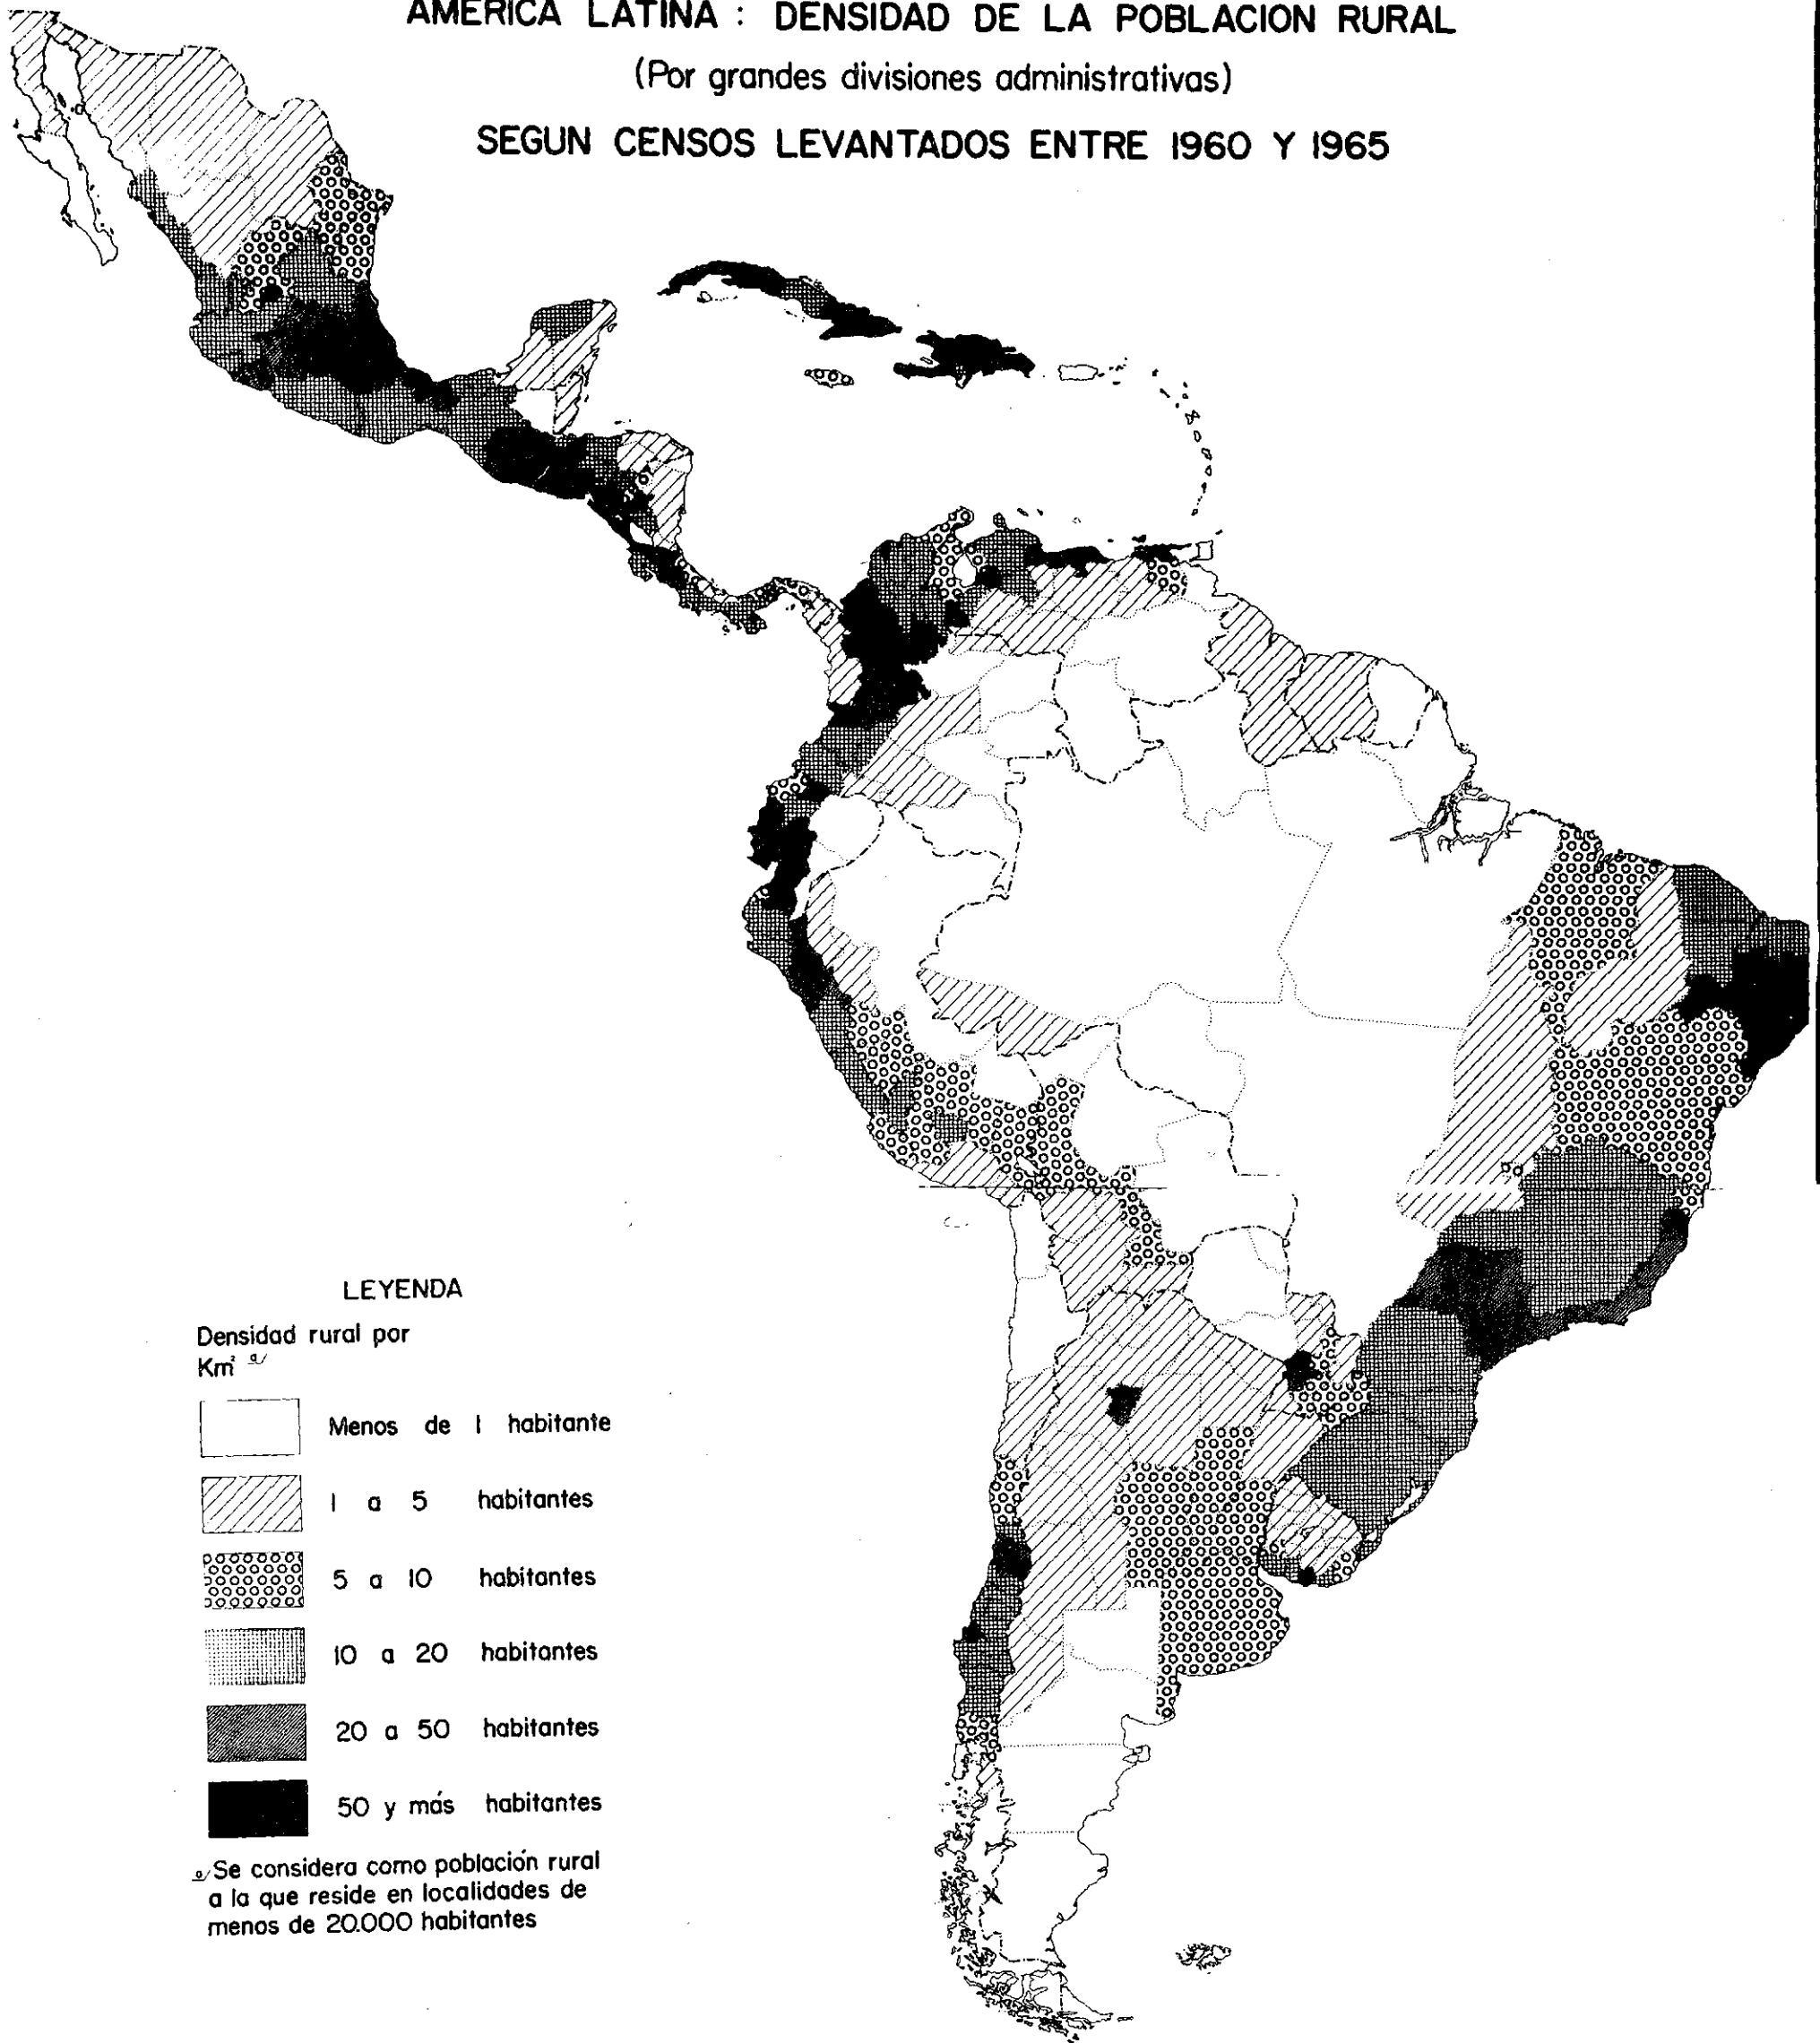 AMERICA LATINA : DENSIDAD DE LA POBLACION RURAL
(Por grandes divisiones administrativas)
SEGUN CENSOS LEVANTADOS ENTRE 1960 Y 1965
LEYENDA
Densidad rural por
Km² a/
Menos de 1 habitante
1 a 5 habitantes
5 a 10 habitantes
10 a 20 habitantes
20 a 50 habitantes
50 y más habitantes
a/ Se considera como población rural
a la que reside en localidades de
menos de 20.000 habitantes